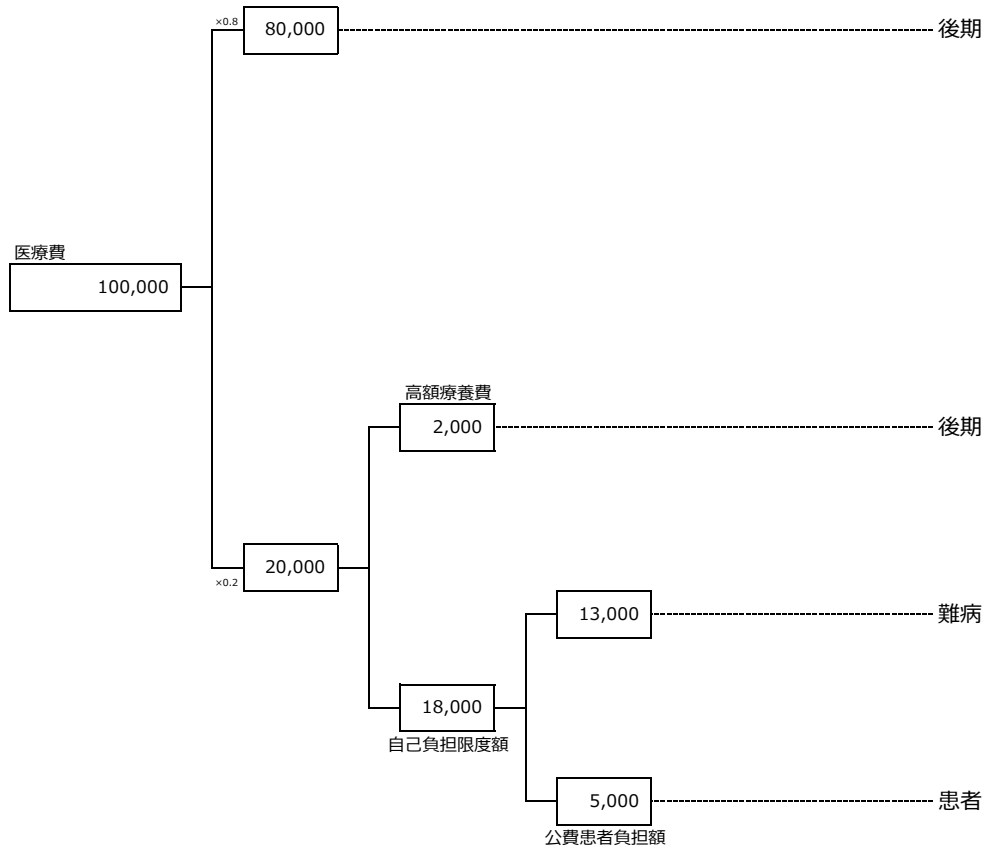 ×0.8
80,000
後期
医療費
100,000
高額療養費
2,000
後期
20,000
×0.2
13,000
難病
18,000
自己負担限度額
5,000
患者
公費患者負担額